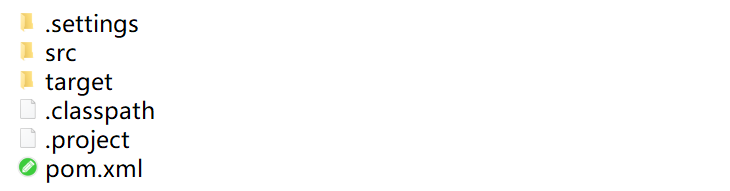 .settings
src
target
.classpath
.project
pom.xml